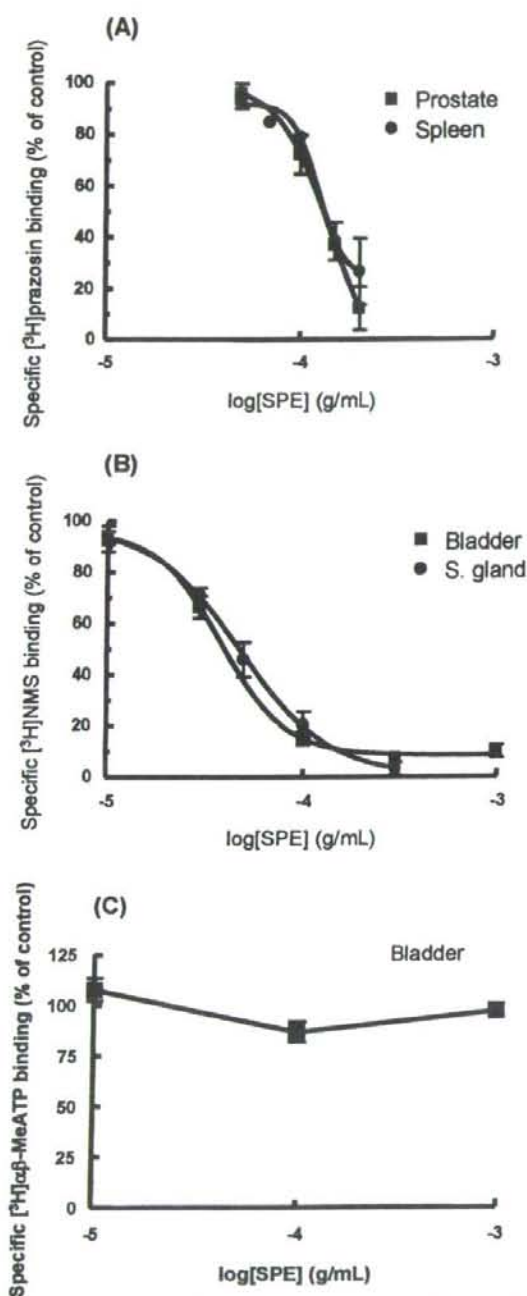 (A)
Specific [³H]prazosin binding (% of control)
100
80
60
40
20
0
Prostate
Spleen
-5
-4
-3
log[SPE] (g/mL)
(B)
Specific [³H]NMS binding (% of control)
100
80
60
40
20
0
Bladder
S. gland
-5
-4
-3
log[SPE] (g/mL)
(C)
Specific [³H]αβ-MeATP binding (% of control)
125
100
75
50
25
0
Bladder
-5
-4
-3
log[SPE] (g/mL)